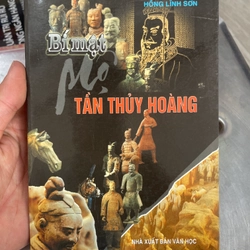 HỒNG LĨNH SƠN
Bí mật
Mộ
TẦN THỦY HOÀNG
NHÀ XUẤT BẢN VĂN HỌC